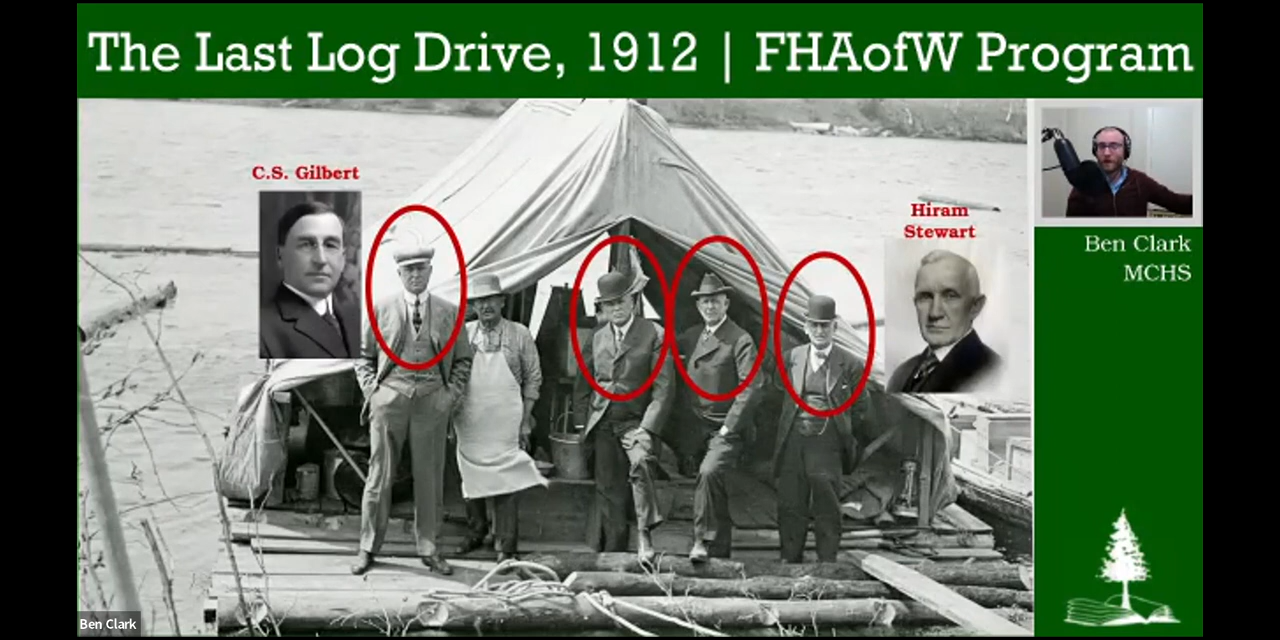 The Last Log Drive, 1912 | FHAofW Program
C.S. Gilbert
Hiram
Stewart
Ben Clark
MCHS
Ben Clark